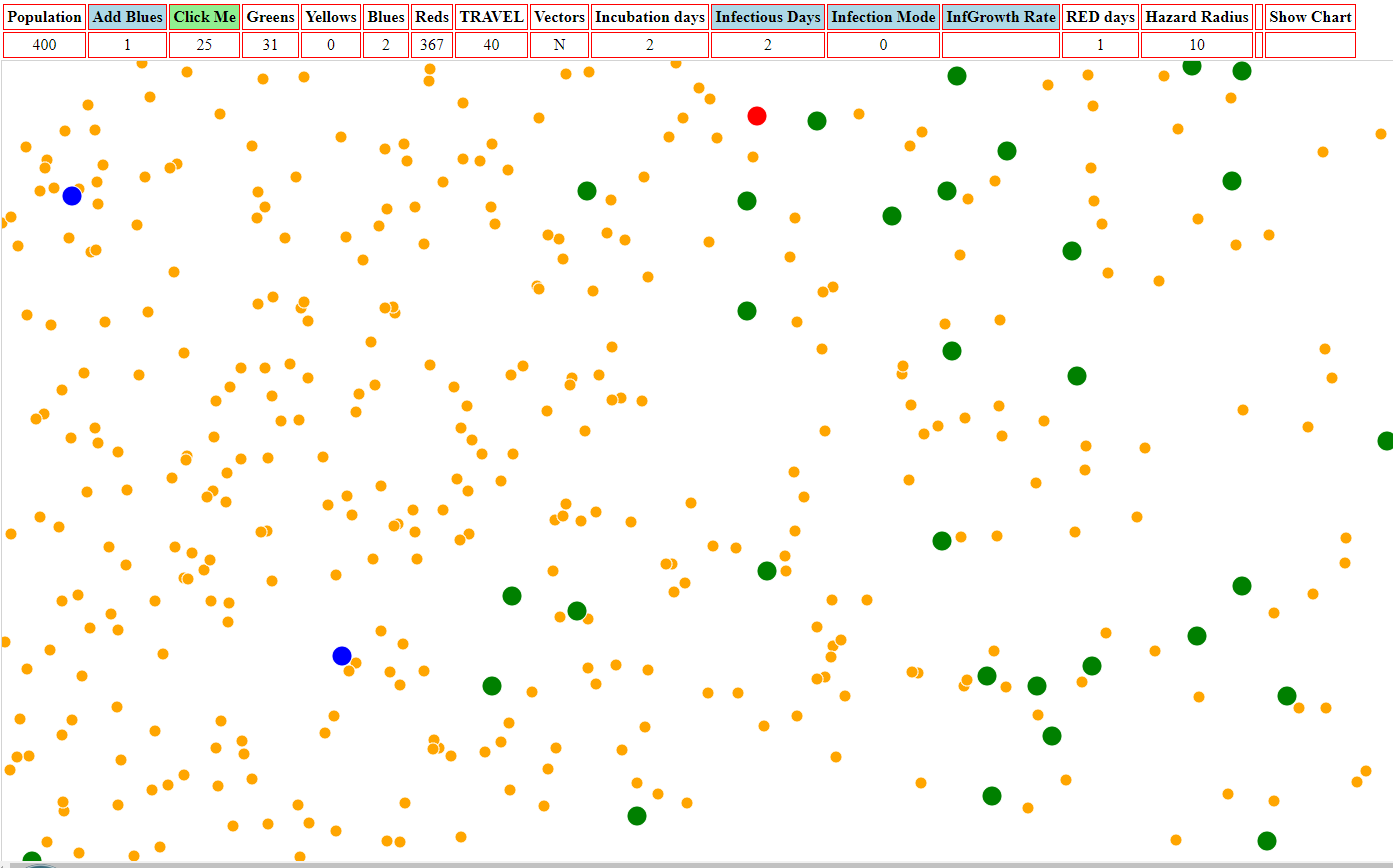 Population Add Blues Click Me Greens Yellows Blues Reds TRAVEL Vectors Incubation days Infectious Days Infection Mode InfGrowth Rate RED days Hazard Radius Show Chart
400 1 25 31 0 2 367 40 N 2 2 0 1 10